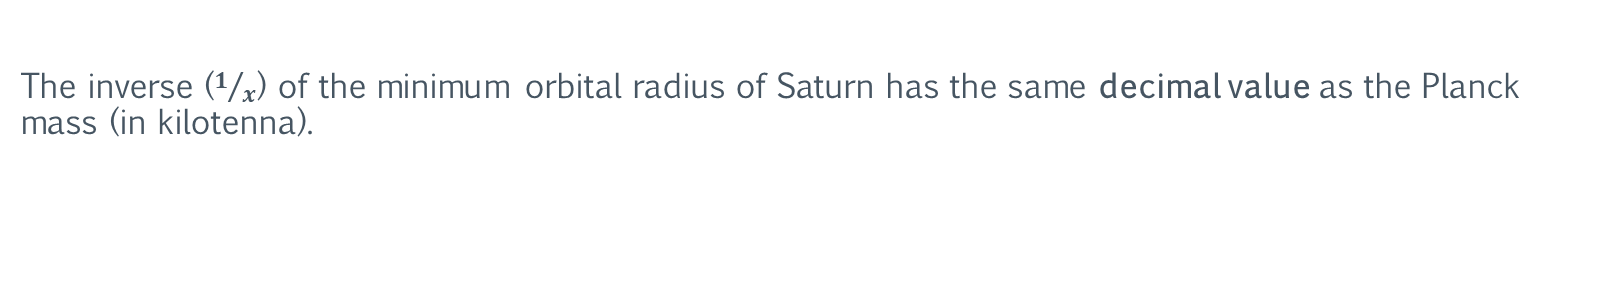 The inverse (1/x) of the minimum orbital radius of Saturn has the same decimal value as the Planck
mass (in kilotenna).